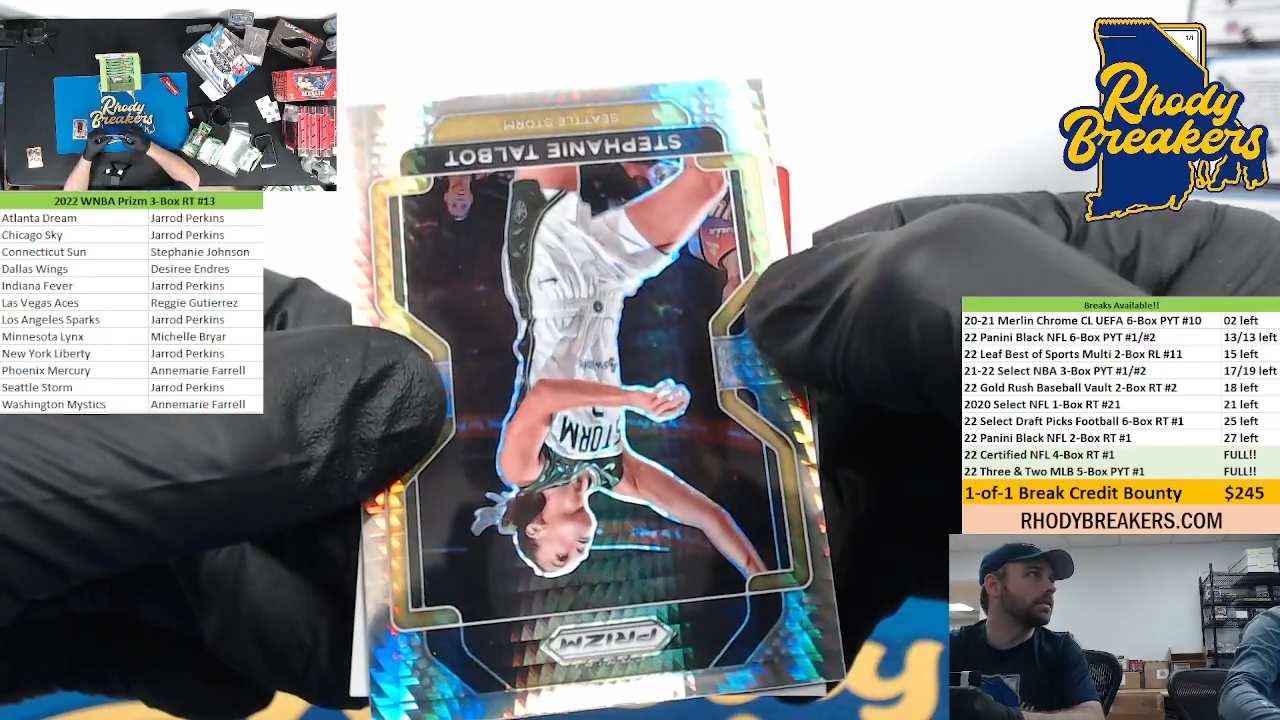 Rhody
Breakers
2022 WNBA Prizm 3-Box RT #13
Atlanta Dream Jarrod Perkins
Chicago Sky Jarrod Perkins
Connecticut Sun Stephanie Johnson
Dallas Wings Desiree Endres
Indiana Fever Jarrod Perkins
Las Vegas Aces Reggie Gutierrez
Los Angeles Sparks Jarrod Perkins
Minnesota Lynx Michelle Bryar
New York Liberty Jarrod Perkins
Phoenix Mercury Annemarie Farrell
Seattle Storm Jarrod Perkins
Washington Mystics Annemarie Farrell
SEATTLE STORM
STEPHANIE TALBOT
STORM
PRIZM
1/1
Rhody
Breakers
Breaks Available!!
20-21 Merlin Chrome CL UEFA 6-Box PYT #10 02 left
22 Panini Black NFL 6-Box PYT #1/#2 13/13 left
22 Leaf Best of Sports Multi 2-Box RL #11 15 left
21-22 Select NBA 3-Box PYT #1/#2 17/19 left
22 Gold Rush Baseball Vault 2-Box RT #2 18 left
2020 Select NFL 1-Box RT #21 21 left
22 Select Draft Picks Football 6-Box RT #1 25 left
22 Panini Black NFL 2-Box RT #1 27 left
22 Certified NFL 4-Box RT #1 FULL!!
22 Three & Two MLB 5-Box PYT #1 FULL!!
1-of-1 Break Credit Bounty $245
RHODYBREAKERS.COM